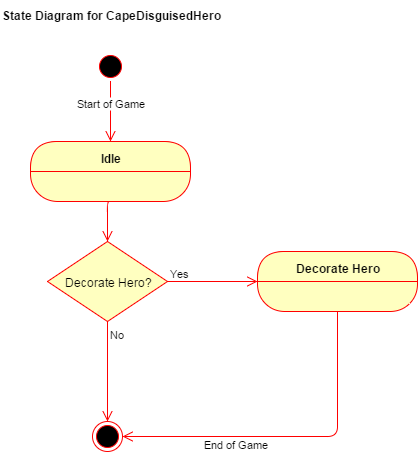 State Diagram for CapeDisguisedHero
Start of Game
Idle
Decorate Hero?
Yes
Decorate Hero
No
End of Game